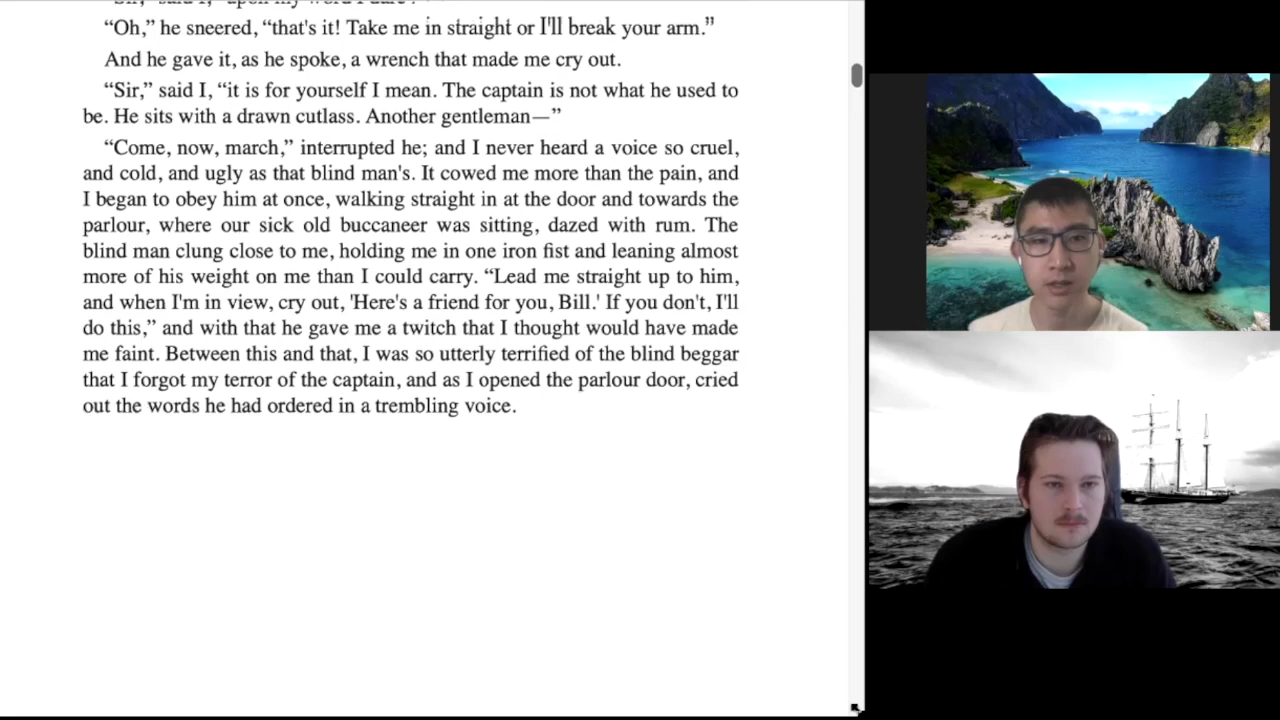 “Sir,” said I, “upon my word I dare
“Oh,” he sneered, “that's it! Take me in straight or I'll break your arm.”
And he gave it, as he spoke, a wrench that made me cry out.
“Sir,” said I, “it is for yourself I mean. The captain is not what he used to
be. He sits with a drawn cutlass. Another gentleman—”
“Come, now, march,” interrupted he; and I never heard a voice so cruel,
and cold, and ugly as that blind man's. It cowed me more than the pain, and
I began to obey him at once, walking straight in at the door and towards the
parlour, where our sick old buccaneer was sitting, dazed with rum. The
blind man clung close to me, holding me in one iron fist and leaning almost
more of his weight on me than I could carry. “Lead me straight up to him,
and when I'm in view, cry out, 'Here's a friend for you, Bill.' If you don't, I'll
do this,” and with that he gave me a twitch that I thought would have made
me faint. Between this and that, I was so utterly terrified of the blind beggar
that I forgot my terror of the captain, and as I opened the parlour door, cried
out the words he had ordered in a trembling voice.